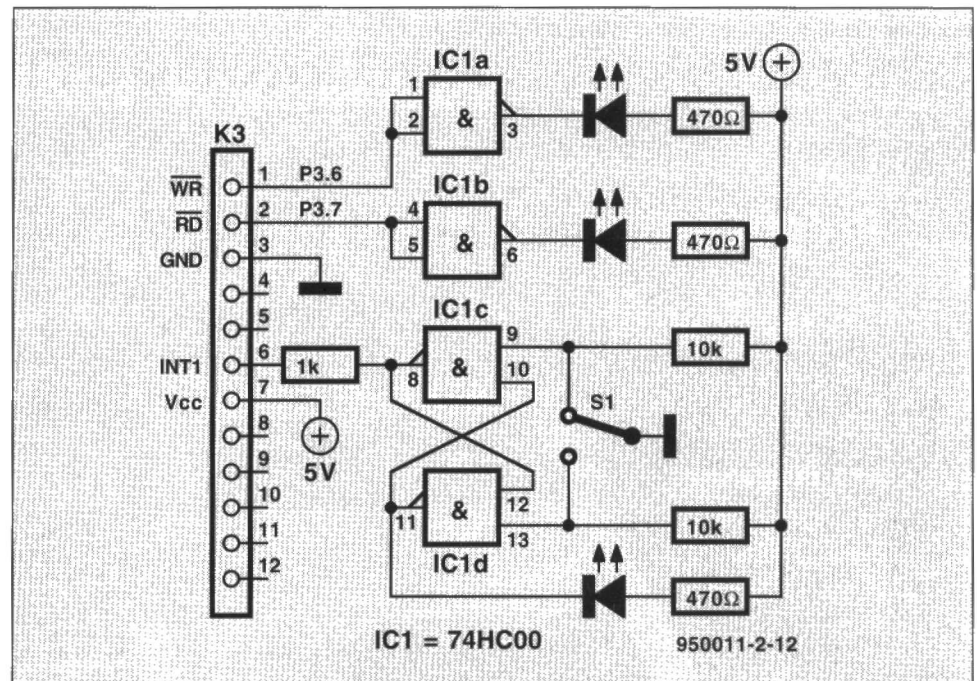 IC1a
5V
1
2
&
3
470Ω
K3
1
P3.6
WR
IC1b
2
P3.7
RD
4
5
&
6
470Ω
3
GND
4
IC1c
5
9
10k
6
INT1
1k
8
&
10
7
Vcc
S1
5V
8
9
12
10
11
&
13
10k
11
IC1d
12
470Ω
IC1 = 74HC00
950011-2-12